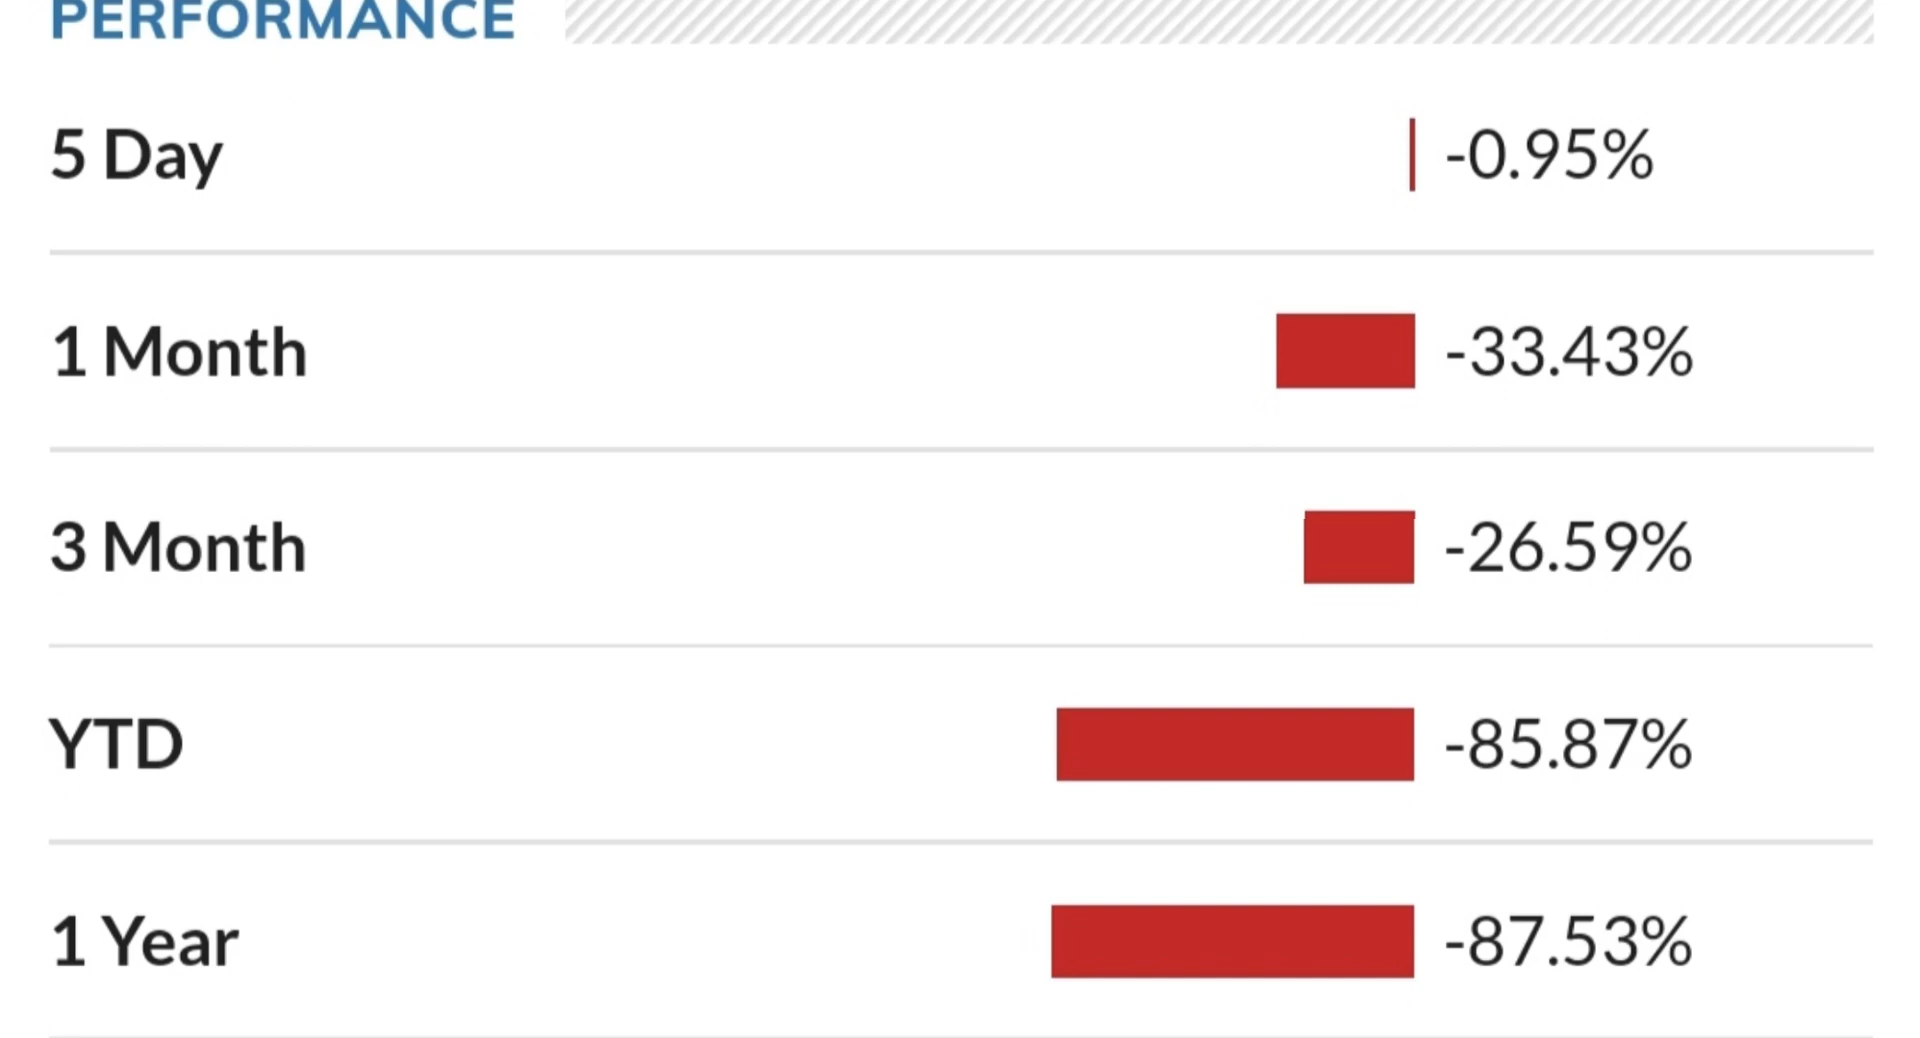 PERFORMANCE
5 Day -0.95%
1 Month -33.43%
3 Month -26.59%
YTD -85.87%
1 Year -87.53%